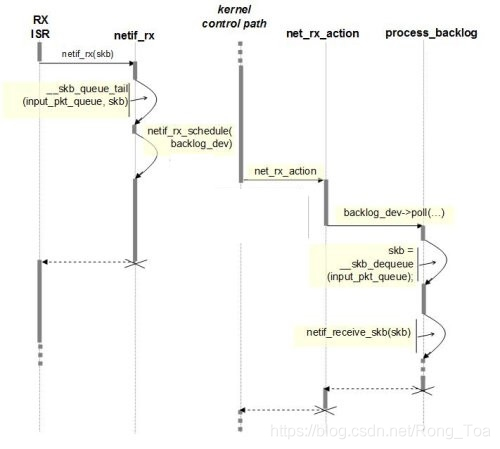 RX
ISR
netif_rx
kernel
control path
net_rx_action
process_backlog
netif_rx(skb)
__skb_queue_tail
(input_pkt_queue, skb)
netif_rx_schedule(
backlog_dev)
net_rx_action
backlog_dev->poll(...)
skb =
__skb_dequeue
(input_pkt_queue);
netif_receive_skb(skb)
https://blog.csdn.net/Rong_Toa